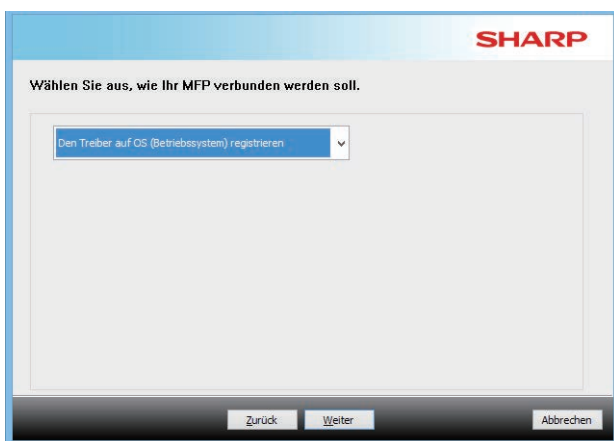 SHARP
Wählen Sie aus, wie Ihr MFP verbunden werden soll.
Den Treiber auf OS (Betriebssystem) registrieren
Zurück Weiter Abbrechen